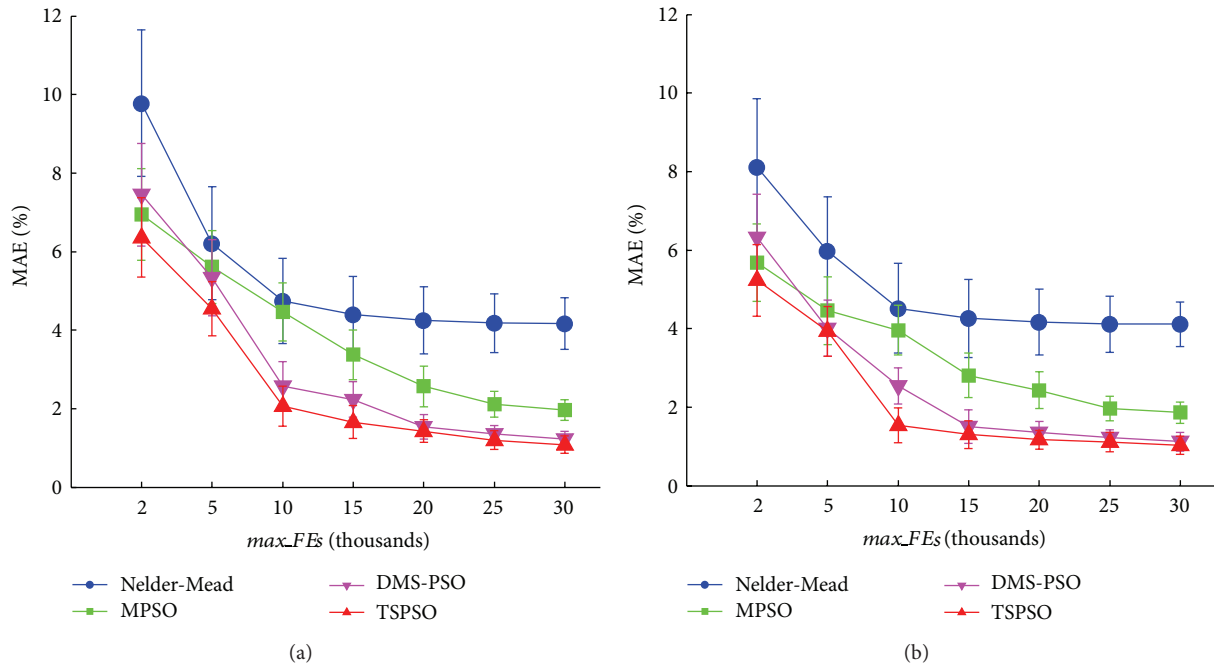 12
10
8
6
4
2
0
MAE (%)
2 5 10 15 20 25 30
max_FEs (thousands)
Nelder-Mead DMS-PSO
MPSO TSPSO
(a)
12
10
8
6
4
2
0
MAE (%)
2 5 10 15 20 25 30
max_FEs (thousands)
Nelder-Mead DMS-PSO
MPSO TSPSO
(b)